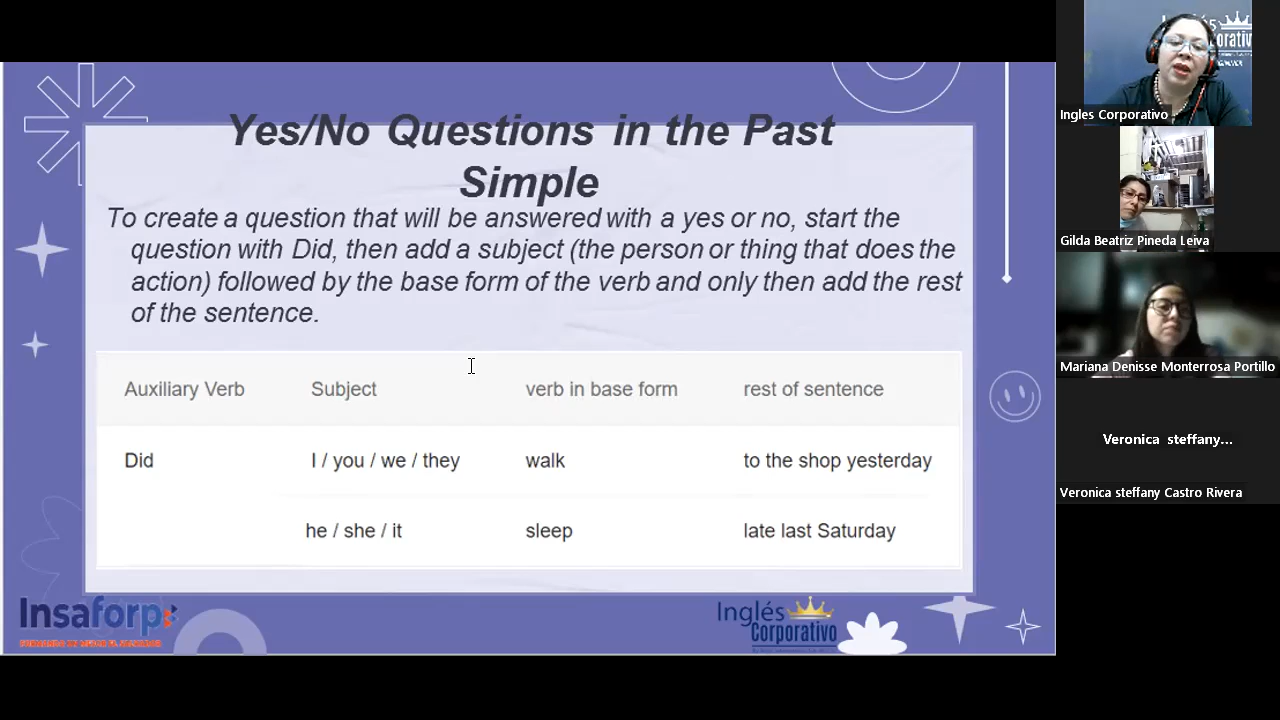 Yes/No Questions in the Past
Simple
To create a question that will be answered with a yes or no, start the
question with Did, then add a subject (the person or thing that does the
action) followed by the base form of the verb and only then add the rest
of the sentence.
Auxiliary Verb Subject verb in base form rest of sentence
Did I / you / we / they walk to the shop yesterday
he / she / it sleep late last Saturday
Insaforp
Inglés
Corporativo
Ingles Corporativo
Gilda Beatriz Pineda Leiva
Mariana Denisse Monterrosa Portillo
Veronica steffany...
Veronica steffany Castro Rivera